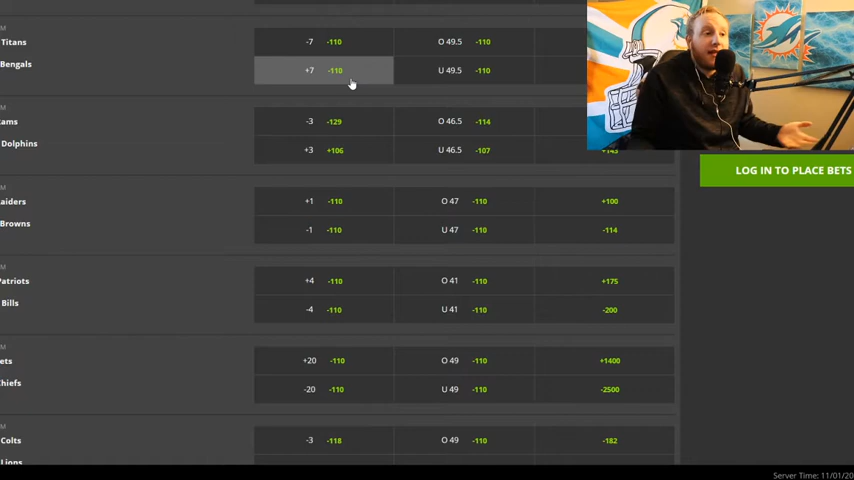 Titans -7 -110 O 49.5 -110
Bengals +7 -110 U 49.5 -110
M
ams -3 -129 O 46.5 -114
Dolphins +3 +106 U 46.5 -107 +143
LOG IN TO PLACE BETS
M
aiders +1 -110 O 47 -110 +100
Browns -1 -110 U 47 -110 -114
M
Patriots +4 -110 O 41 -110 +175
Bills -4 -110 U 41 -110 -200
M
ets +20 -110 O 49 -110 +1400
Chiefs -20 -110 U 49 -110 -2500
M
Colts -3 -118 O 49 -110 -182
Lions
Server Time: 11/01/20